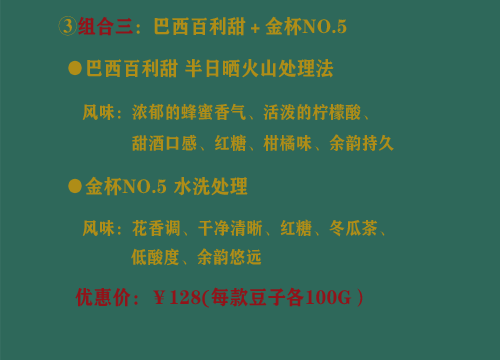 ③组合三：巴西百利甜+金杯NO.5
●巴西百利甜 半日晒火山处理法
风味：浓郁的蜂蜜香气、活泼的柠檬酸、
甜酒口感、红糖、柑橘味、余韵持久
●金杯NO.5 水洗处理
风味：花香调、干净清晰、红糖、冬瓜茶、
低酸度、余韵悠远
优惠价：￥128(每款豆子各100G）